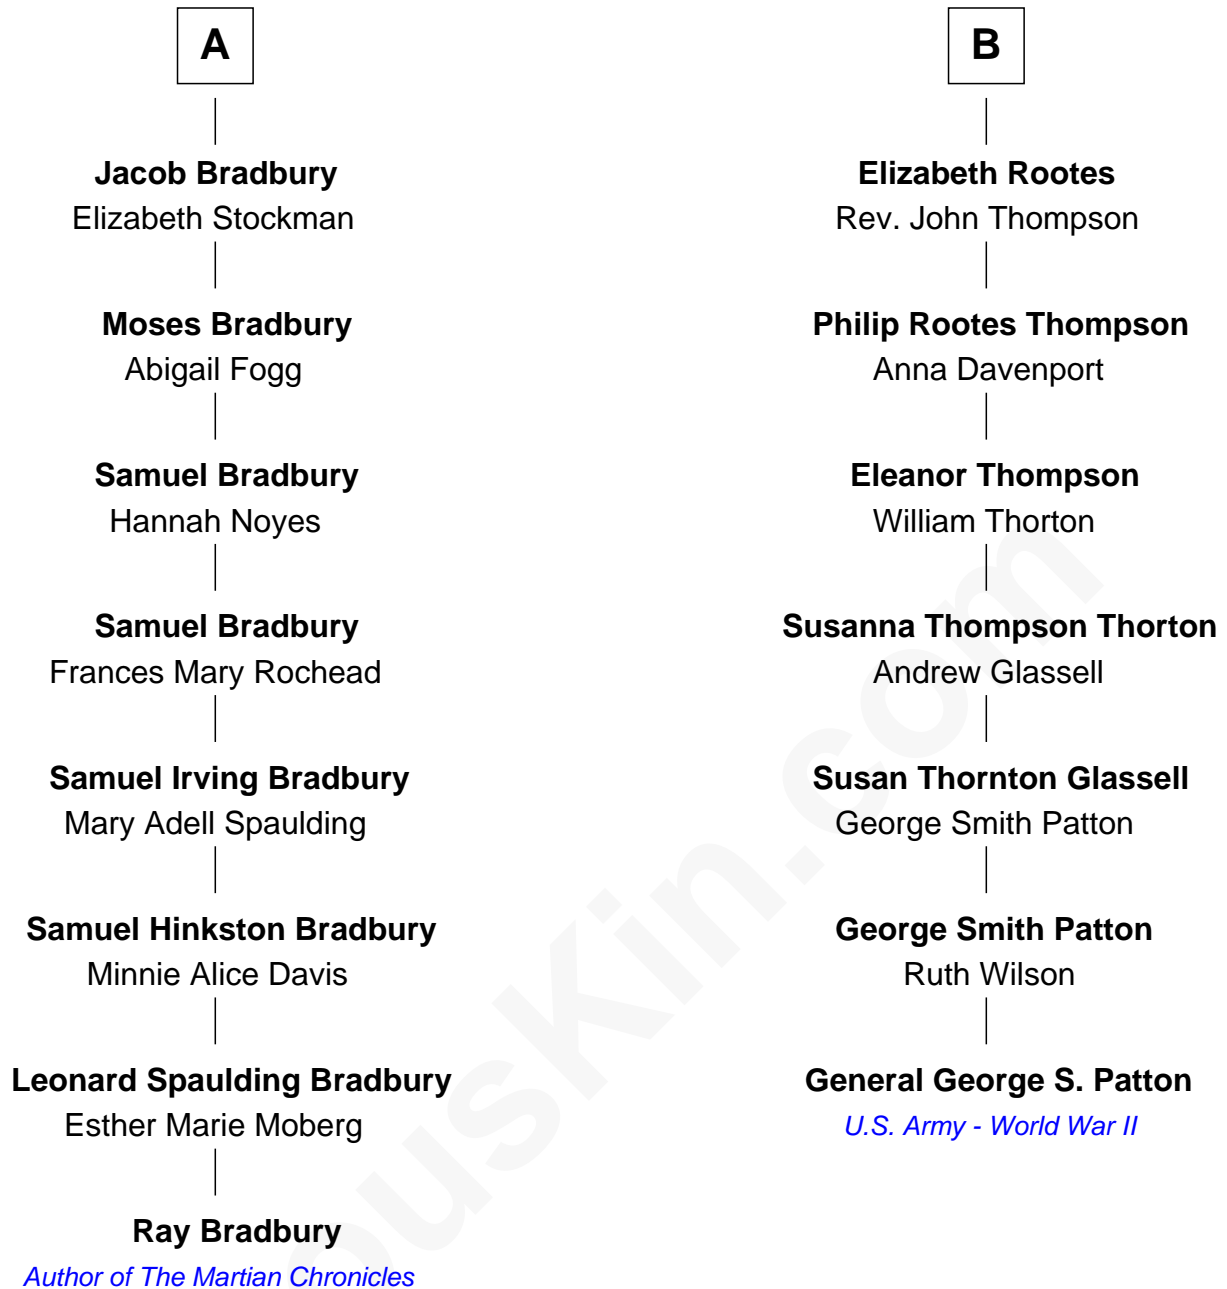 A
Jacob Bradbury
Elizabeth Stockman
Moses Bradbury
Abigail Fogg
Samuel Bradbury
Hannah Noyes
Samuel Bradbury
Frances Mary Rochead
Samuel Irving Bradbury
Mary Adell Spaulding
Samuel Hinkston Bradbury
Minnie Alice Davis
Leonard Spaulding Bradbury
Esther Marie Moberg
Ray Bradbury
Author of The Martian Chronicles
B
Elizabeth Rootes
Rev. John Thompson
Philip Rootes Thompson
Anna Davenport
Eleanor Thompson
William Thorton
Susanna Thompson Thorton
Andrew Glassell
Susan Thornton Glassell
George Smith Patton
George Smith Patton
Ruth Wilson
General George S. Patton
U.S. Army - World War II
ousKin.com